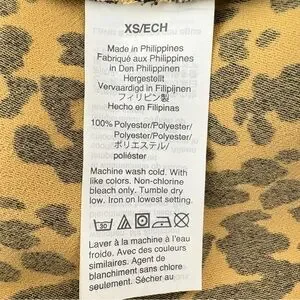 XS/ECH
Made in Philippines
Fabriqué aux Philippines
In Den Philippinen
Hergestellt
Vervaardigd in Filipijnen
フィリピン製
Hecho en Filipinas
100% Polyester/Polyester/
Polyester/Polyester/
ポリエステル/
poliéster
Machine wash cold. With
like colors. Non-chlorine
bleach only. Tumble dry
low. Iron on lowest setting.
30
Laver à la machine à l'eau
froide. Avec des couleurs
similaires. Agent de
blanchiment sans chlore
seulement. Sécher au